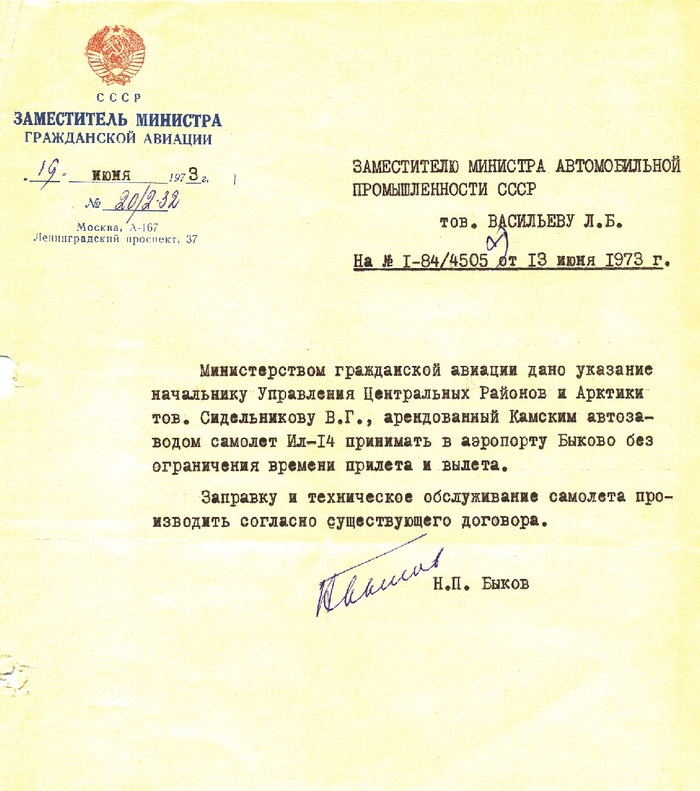 СССР
ЗАМЕСТИТЕЛЬ МИНИСТРА
ГРАЖДАНСКОЙ АВИАЦИИ
„19“ июня 1973 г.
№ 20/2-32
Москва, А-167
Ленинградский проспект, 37
ЗАМЕСТИТЕЛЮ МИНИСТРА АВТОМОБИЛЬНОЙ
ПРОМЫШЛЕННОСТИ СССР
тов. ВАСИЛЬЕВУ Л.Б.
На № I-84/4505 от 13 июня 1973 г.
Министерством гражданской авиации дано указание
начальнику Управления Центральных Районов и Арктики
тов. Сидельникову В.Г., арендованный Камским автоза-
водом самолет Ил-14 принимать в аэропорту Быково без
ограничения времени прилета и вылета.
Заправку и техническое обслуживание самолета про-
изводить согласно существующего договора.
Н.П. Быков